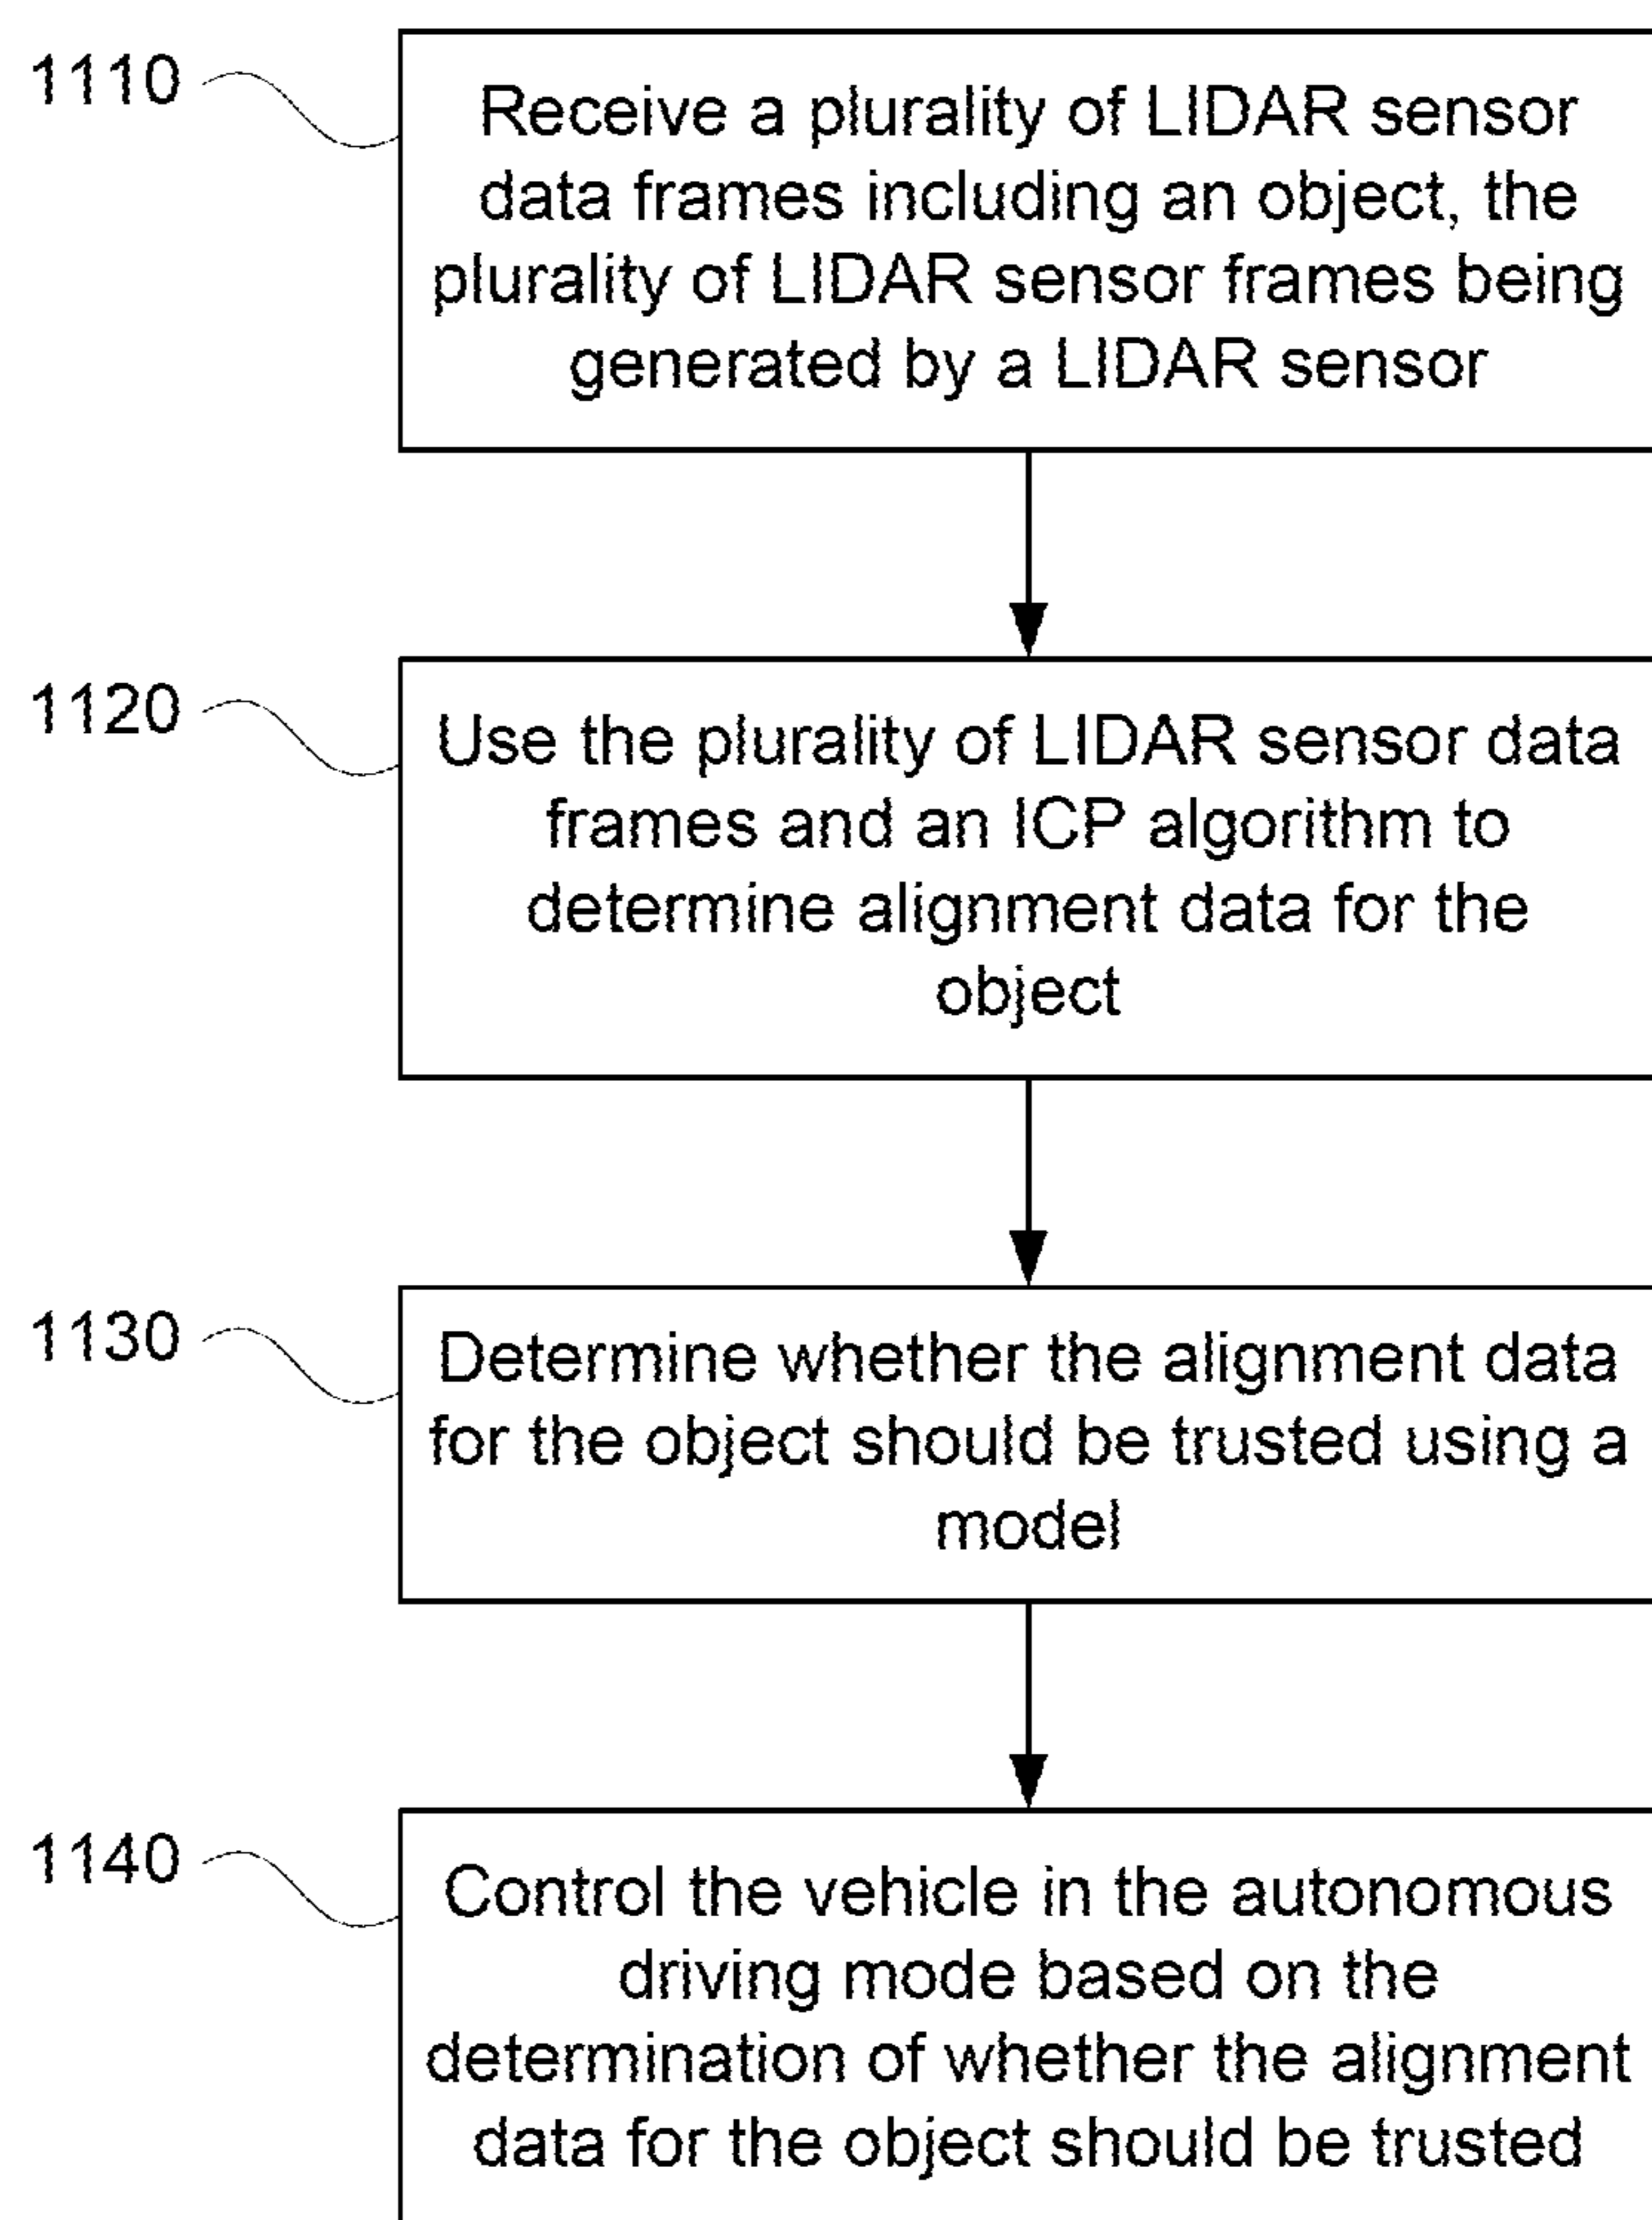 1110
Receive a plurality of LIDAR sensor
data frames including an object, the
plurality of LIDAR sensor frames being
generated by a LIDAR sensor
1120
Use the plurality of LIDAR sensor data
frames and an ICP algorithm to
determine alignment data for the
object
1130
Determine whether the alignment data
for the object should be trusted using a
model
1140
Control the vehicle in the autonomous
driving mode based on the
determination of whether the alignment
data for the object should be trusted